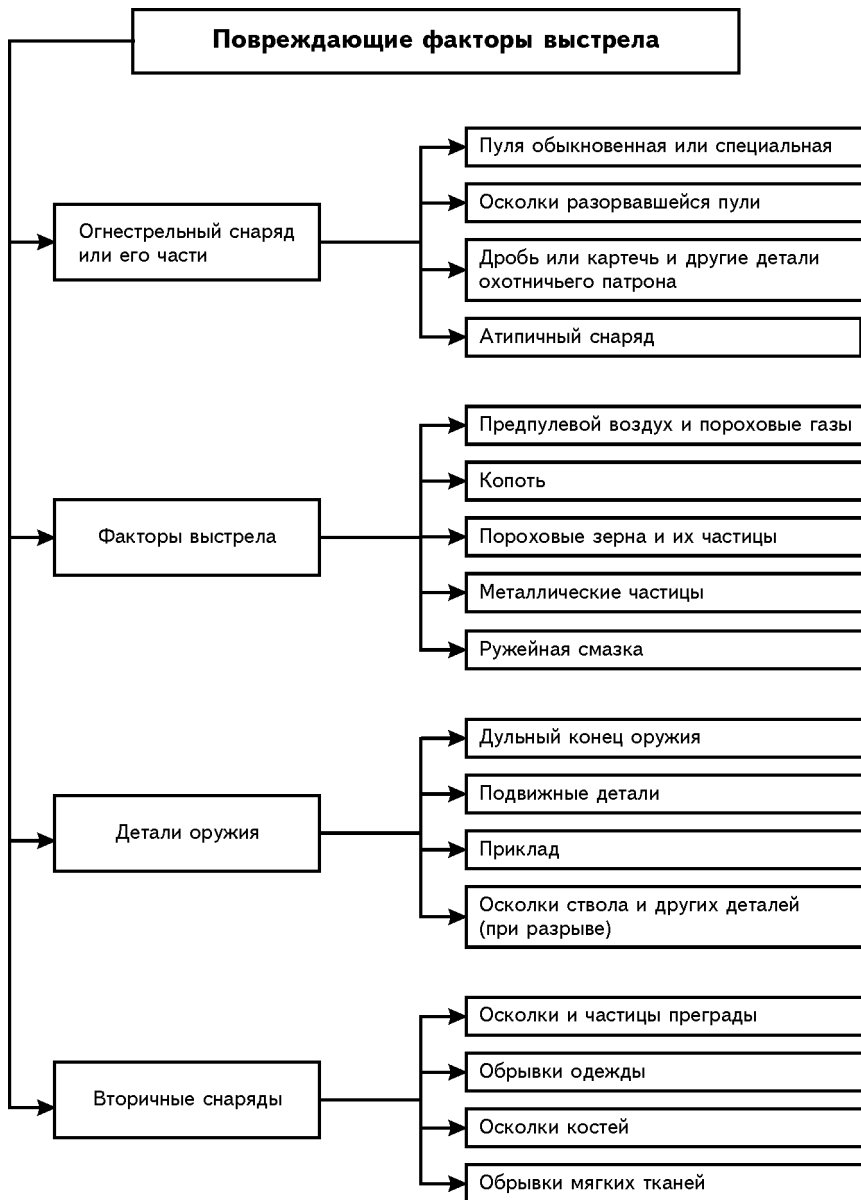 Повреждающие факторы выстрела
Огнестрельный снаряд
или его части
Пуля обыкновенная или специальная
Осколки разорвавшейся пули
Дробь или картечь и другие детали
охотничьего патрона
Атипичный снаряд
Факторы выстрела
Предпулевой воздух и пороховые газы
Копоть
Пороховые зерна и их частицы
Металлические частицы
Ружейная смазка
Детали оружия
Дульный конец оружия
Подвижные детали
Приклад
Осколки ствола и других деталей
(при разрыве)
Вторичные снаряды
Осколки и частицы преграды
Обрывки одежды
Осколки костей
Обрывки мягких тканей